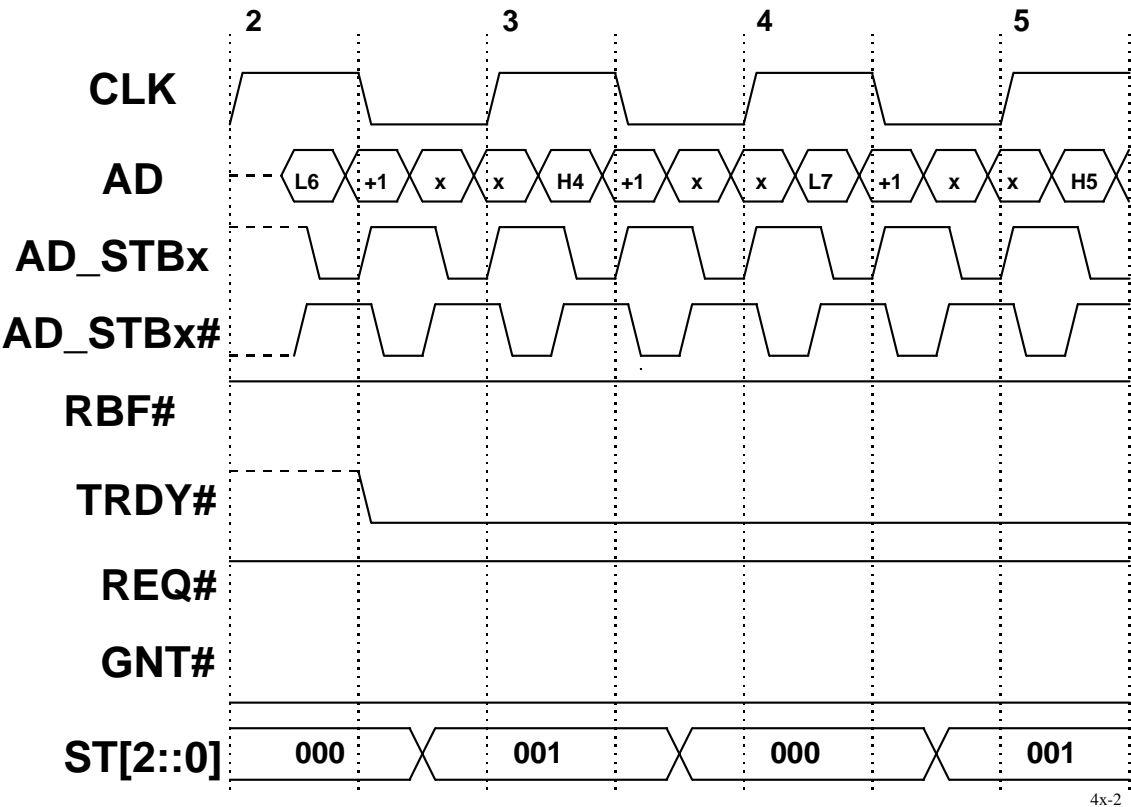 2 3 4 5
CLK
AD L6 +1 x x H4 +1 x x L7 +1 x x H5
AD_STBx
AD_STBx#
RBF#
TRDY#
REQ#
GNT#
ST[2::0] 000 001 000 001
4x-2